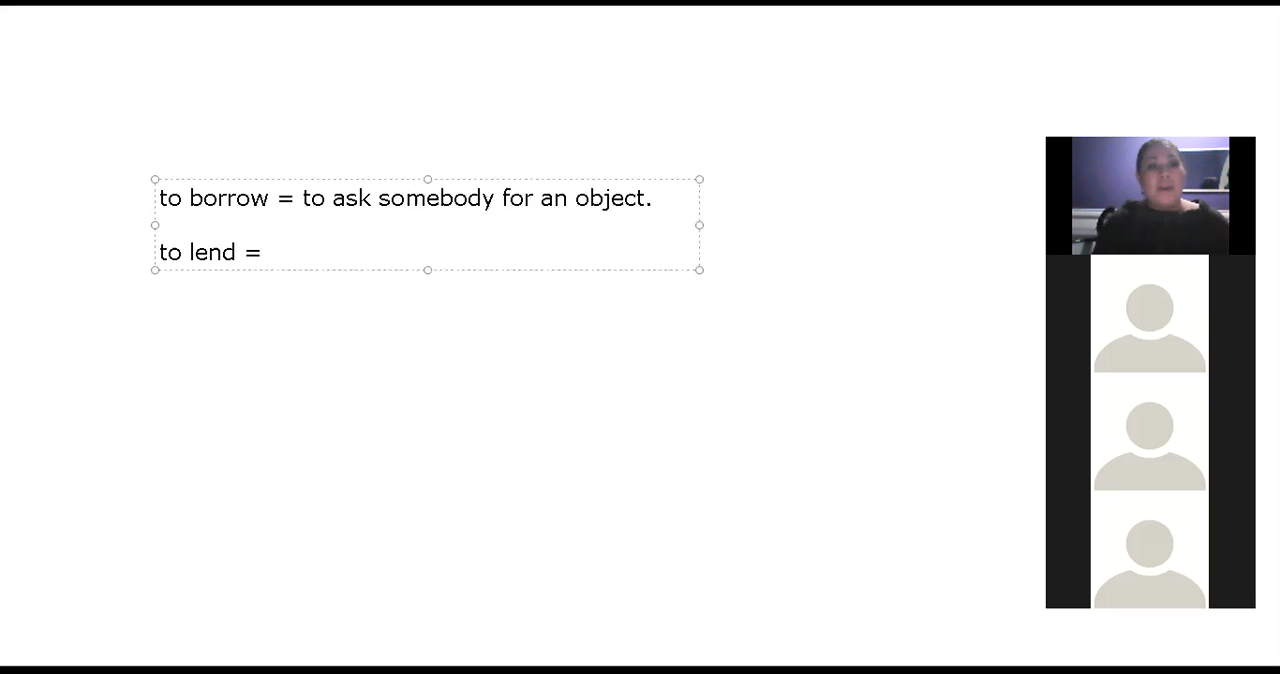 to borrow = to ask somebody for an object.
to lend =